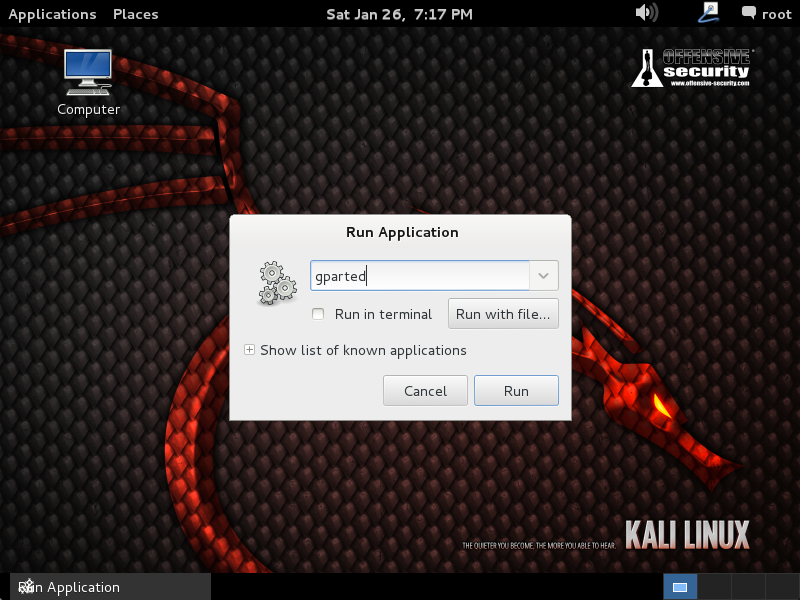 Applications Places Sat Jan 26, 7:17 PM root
Computer
OFFENSIVE
security
www.offensive-security.com
Run Application
gparted
Run in terminal Run with file...
Show list of known applications
Cancel Run
THE QUIETER YOU BECOME, THE MORE YOU ABLE TO HEAR. KALI LINUX
Run Application